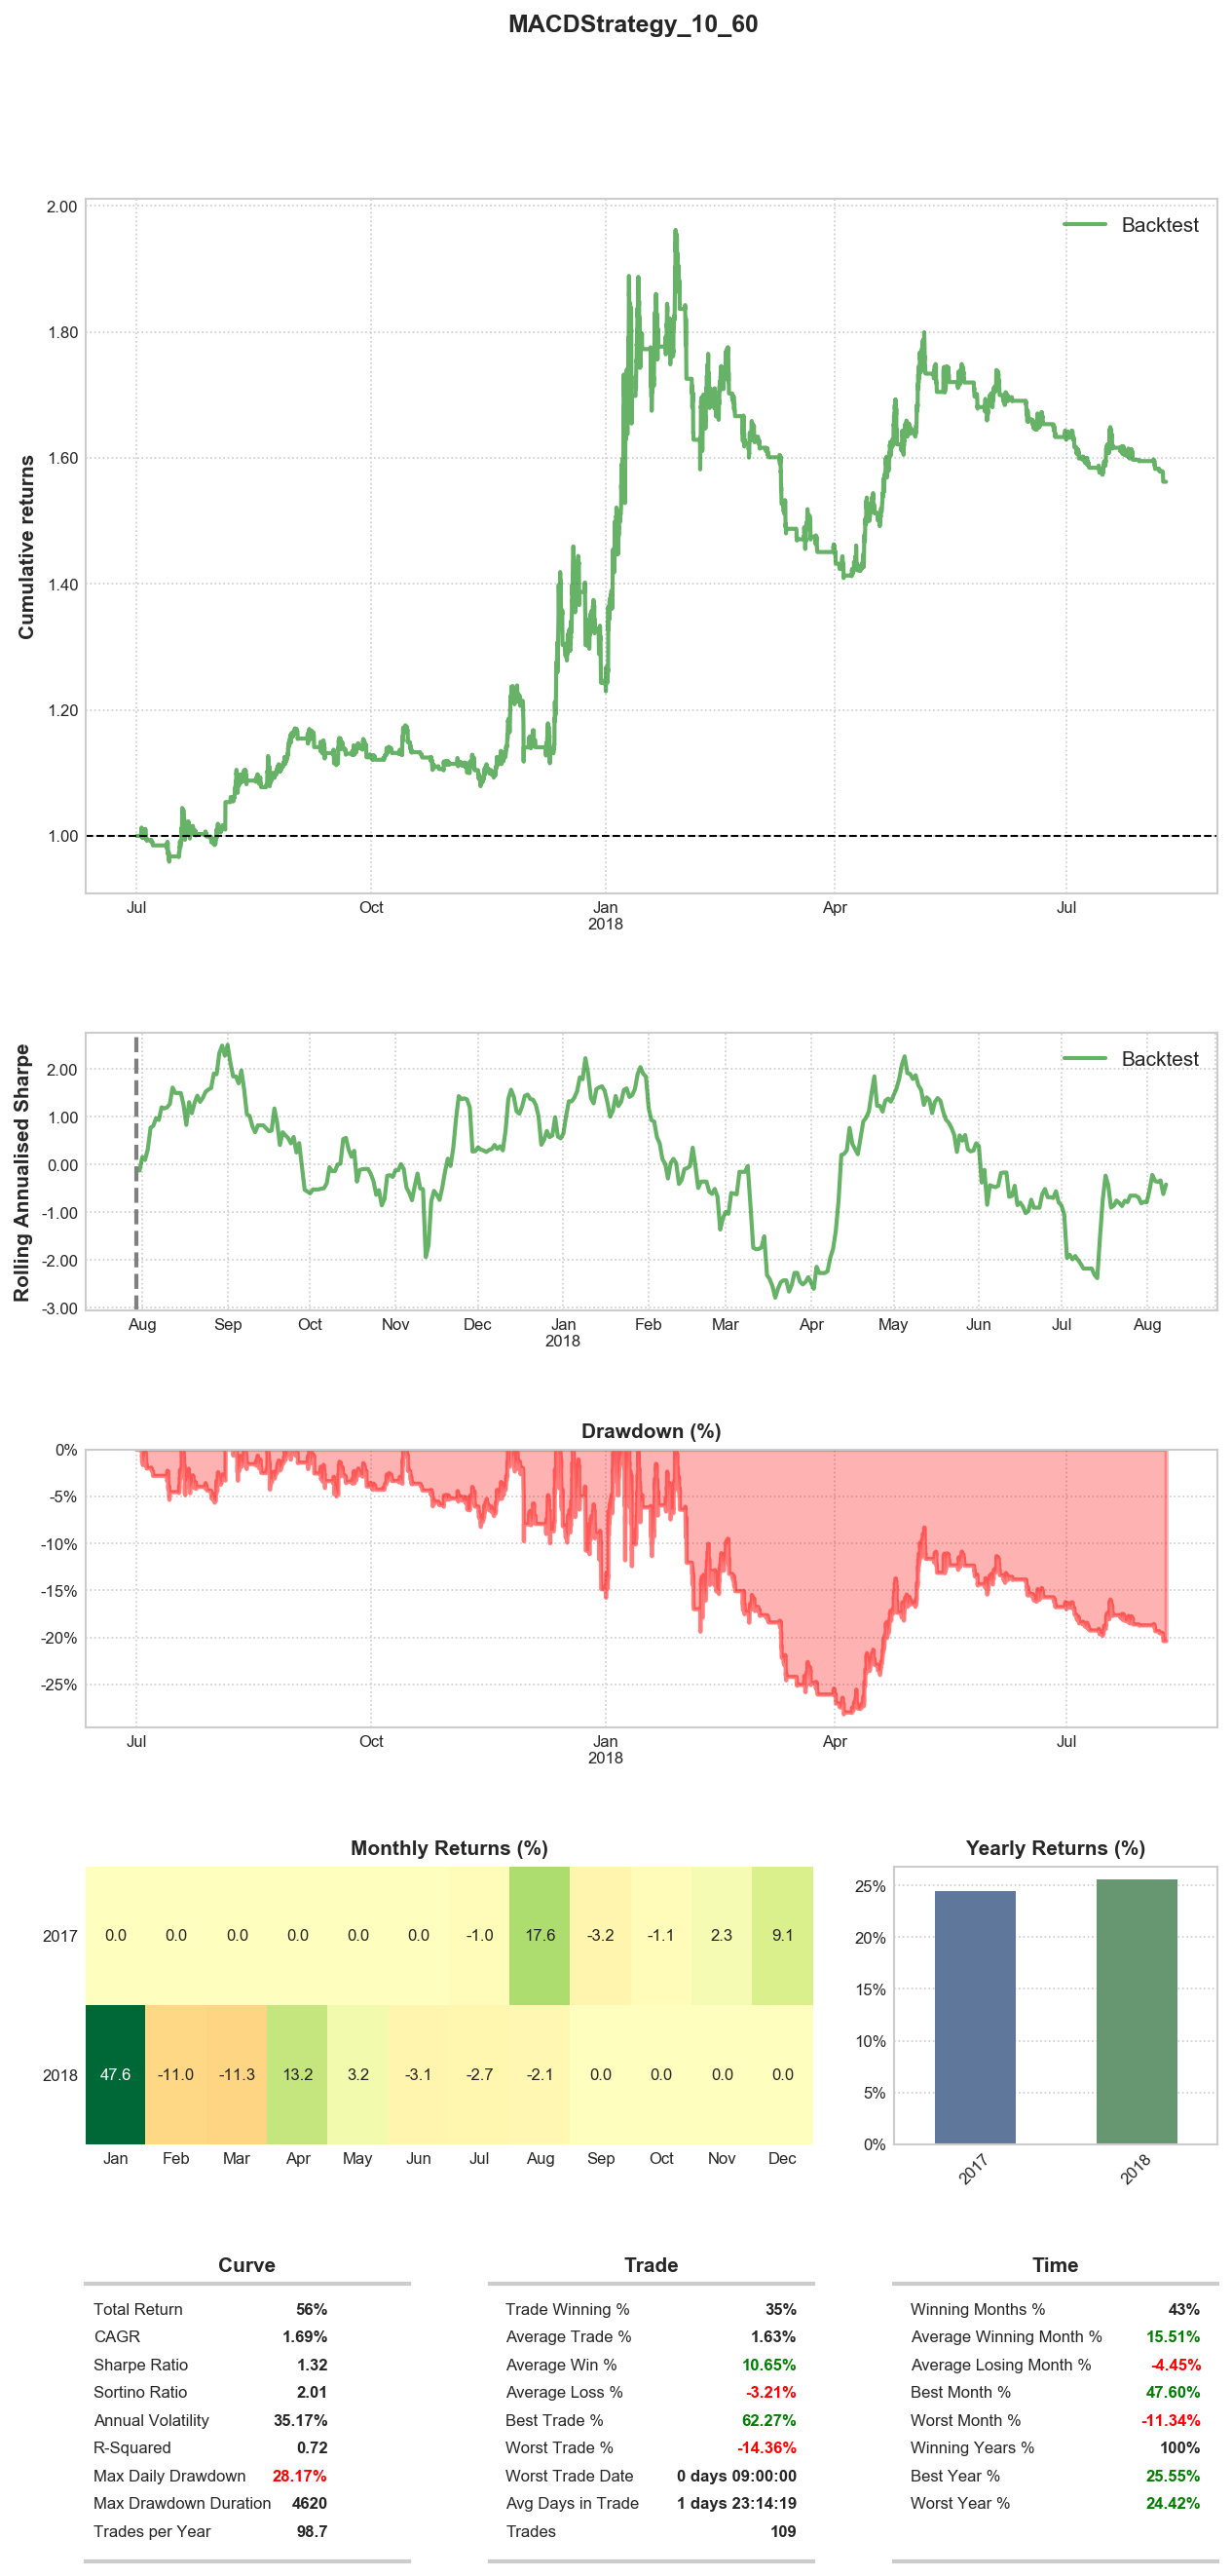 MACDStrategy_10_60
Cumulative returns
2.00
1.80
1.60
1.40
1.20
1.00
Backtest
Jul Oct Jan Apr Jul
2018
Rolling Annualised Sharpe
2.00
1.00
0.00
-1.00
-2.00
-3.00
Backtest
Aug Sep Oct Nov Dec Jan Feb Mar Apr May Jun Jul Aug
2018
Drawdown (%)
0%
-5%
-10%
-15%
-20%
-25%
Jul Oct Jan Apr Jul
2018
Monthly Returns (%)
2017 0.0 0.0 0.0 0.0 0.0 0.0 -1.0 17.6 -3.2 -1.1 2.3 9.1
2018 47.6 -11.0 -11.3 13.2 3.2 -3.1 -2.7 -2.1 0.0 0.0 0.0 0.0
Jan Feb Mar Apr May Jun Jul Aug Sep Oct Nov Dec
Yearly Returns (%)
25%
20%
15%
10%
5%
0%
2017 2018
Curve
Total Return 56%
CAGR 1.69%
Sharpe Ratio 1.32
Sortino Ratio 2.01
Annual Volatility 35.17%
R-Squared 0.72
Max Daily Drawdown 28.17%
Max Drawdown Duration 4620
Trades per Year 98.7
Trade
Trade Winning % 35%
Average Trade % 1.63%
Average Win % 10.65%
Average Loss % -3.21%
Best Trade % 62.27%
Worst Trade % -14.36%
Worst Trade Date 0 days 09:00:00
Avg Days in Trade 1 days 23:14:19
Trades 109
Time
Winning Months % 43%
Average Winning Month % 15.51%
Average Losing Month % -4.45%
Best Month % 47.60%
Worst Month % -11.34%
Winning Years % 100%
Best Year % 25.55%
Worst Year % 24.42%